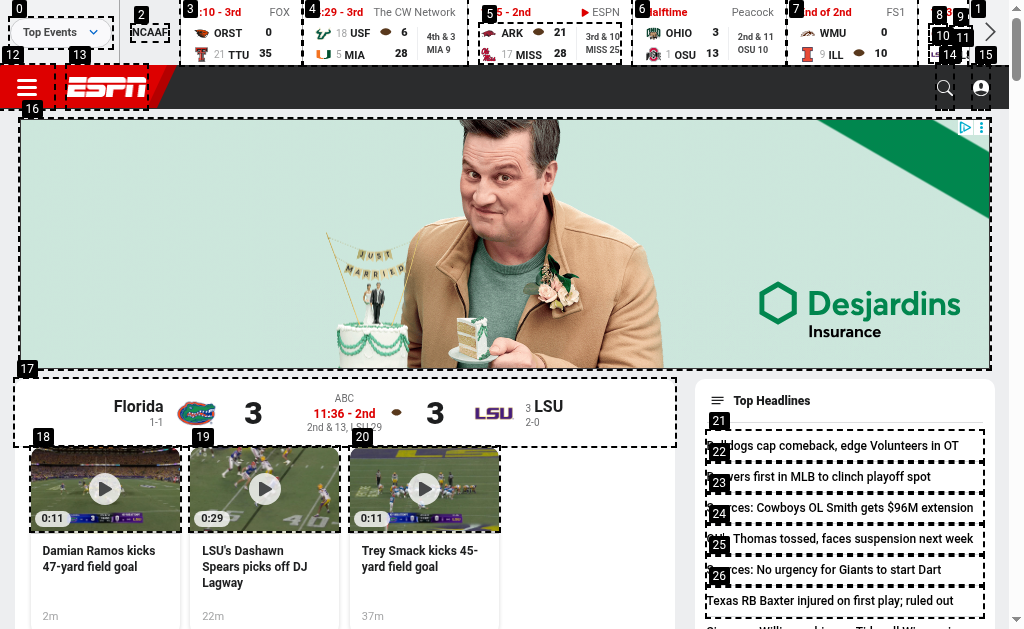 0
2
3
4
5
6
7
8
9
1
10
11
Top Events
NCAAF
:10 - 3rd FOX
ORST 0
21 TTU 35
:29 - 3rd The CW Network
18 USF 6
5 MIA 28
4th & 3
MIA 9
5 - 2nd ESPN
ARK 21
17 MISS 28
3rd & 10
MISS 25
Halftime Peacock
OHIO 3
1 OSU 13
2nd & 11
OSU 10
End of 2nd FS1
WMU 0
9 ILL 10
12
13
14
15
ESPN
16
JUST
MARRIED
Desjardins
Insurance
17
Florida
1-1
3
ABC
11:36 - 2nd
2nd & 13, LSU 29
3
LSU
3 LSU
2-0
18
19
20
0:11
0:29
0:11
Damian Ramos kicks
47-yard field goal
2m
LSU's Dashawn
Spears picks off DJ
Lagway
22m
Trey Smack kicks 45-
yard field goal
37m
Top Headlines
21
Bulldogs cap comeback, edge Volunteers in OT
22
Brewers first in MLB to clinch playoff spot
23
Sources: Cowboys OL Smith gets $96M extension
24
Thomas tossed, faces suspension next week
25
Sources: No urgency for Giants to start Dart
26
Texas RB Baxter injured on first play; ruled out